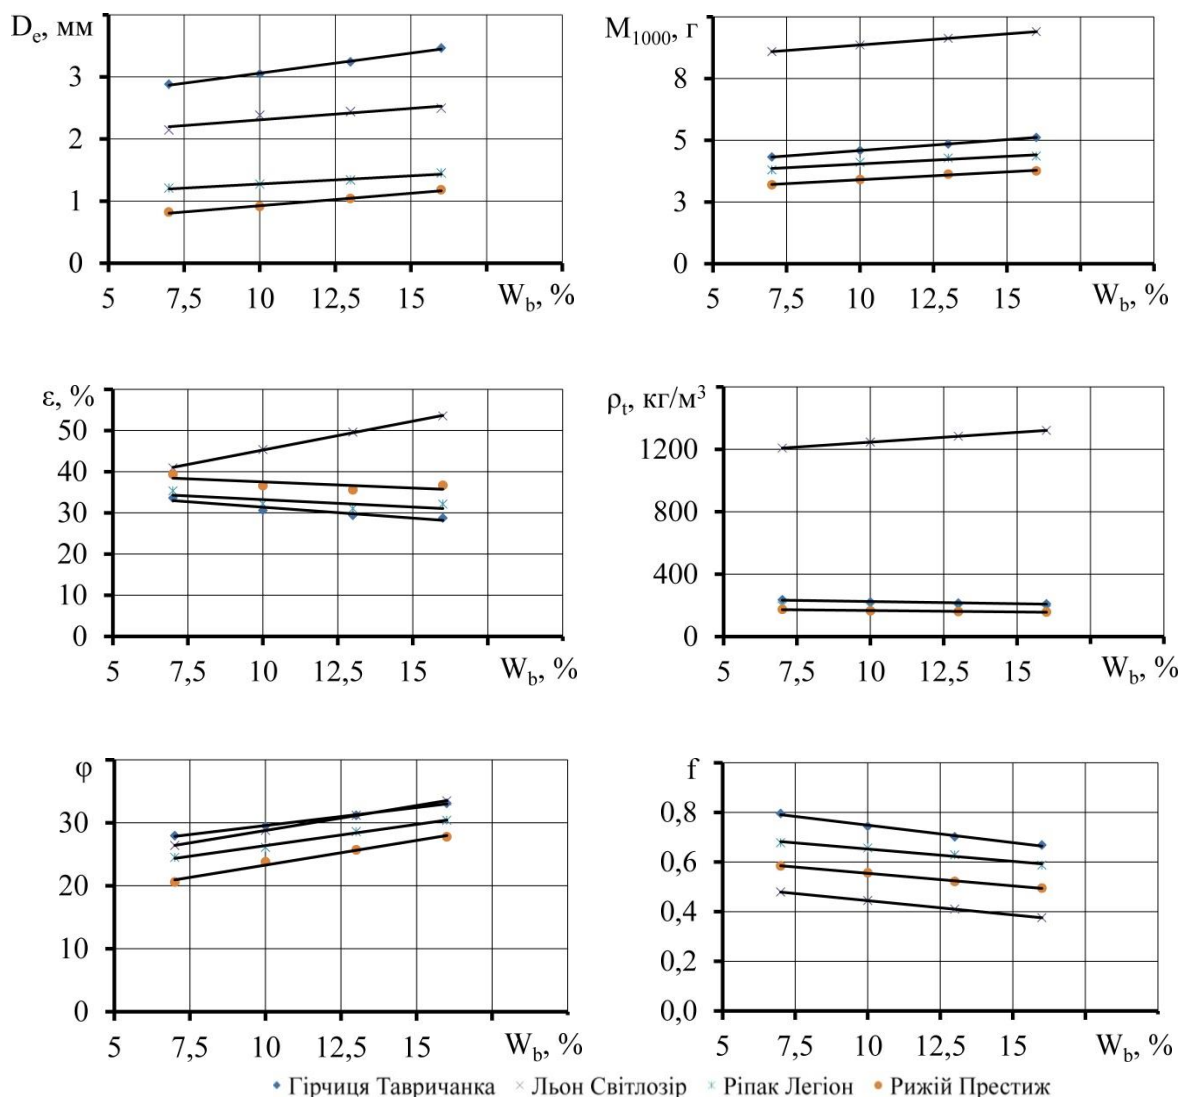 Dₑ, мм
3
2
1
0
5 7,5 10 12,5 15 W_b, %
M₁₀₀₀, г
8
5
3
0
5 7,5 10 12,5 15 W_b, %
ε, %
50
40
30
20
10
0
5 7,5 10 12,5 15 W_b, %
ρₜ, кг/м³
1200
800
400
0
5 7,5 10 12,5 15 W_b, %
φ
30
20
10
0
5 7,5 10 12,5 15 W_b, %
f
0,8
0,6
0,4
0,2
0,0
5 7,5 10 12,5 15 W_b, %
Гірчиця Тавричанка Льон Світлозір Ріпак Легіон Рижій Престиж